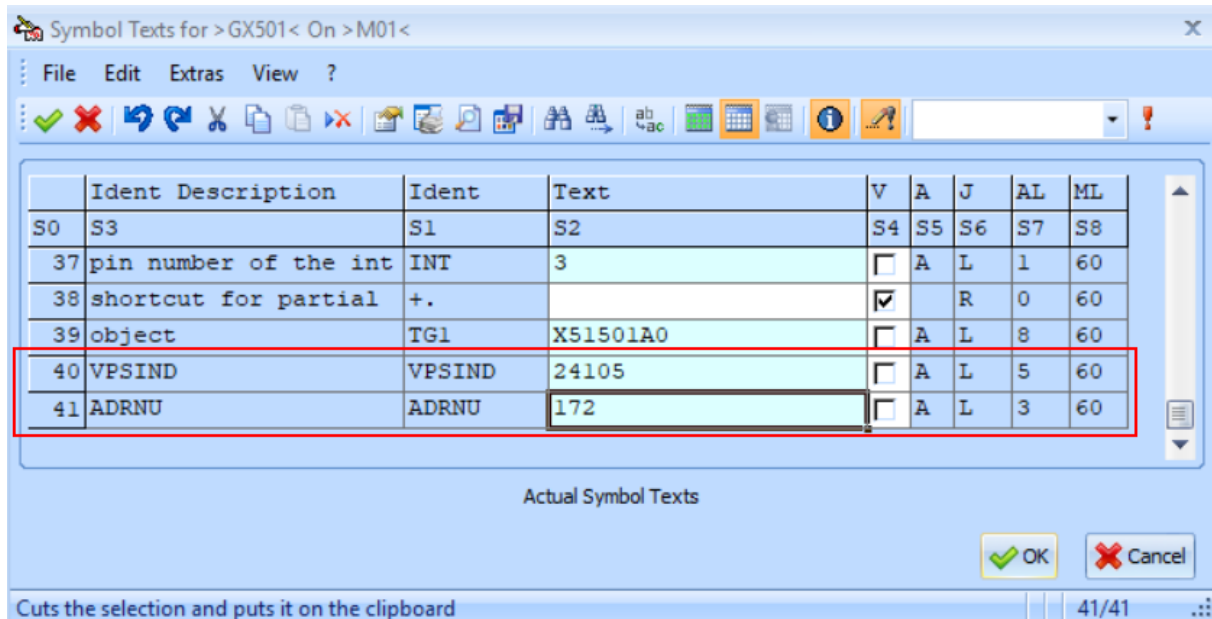 Symbol Texts for >GX501< On >M01<
File Edit Extras View ?
Ident Description Ident Text V A J AL ML
S0 S3 S1 S2 S4 S5 S6 S7 S8
37 pin number of the int INT 3 A L 1 60
38 shortcut for partial +. R 0 60
39 object TG1 X51501A0 A L 8 60
40 VPSIND VPSIND 24105 A L 5 60
41 ADRNU ADRNU 172 A L 3 60
Actual Symbol Texts
OK Cancel
Cuts the selection and puts it on the clipboard 41/41